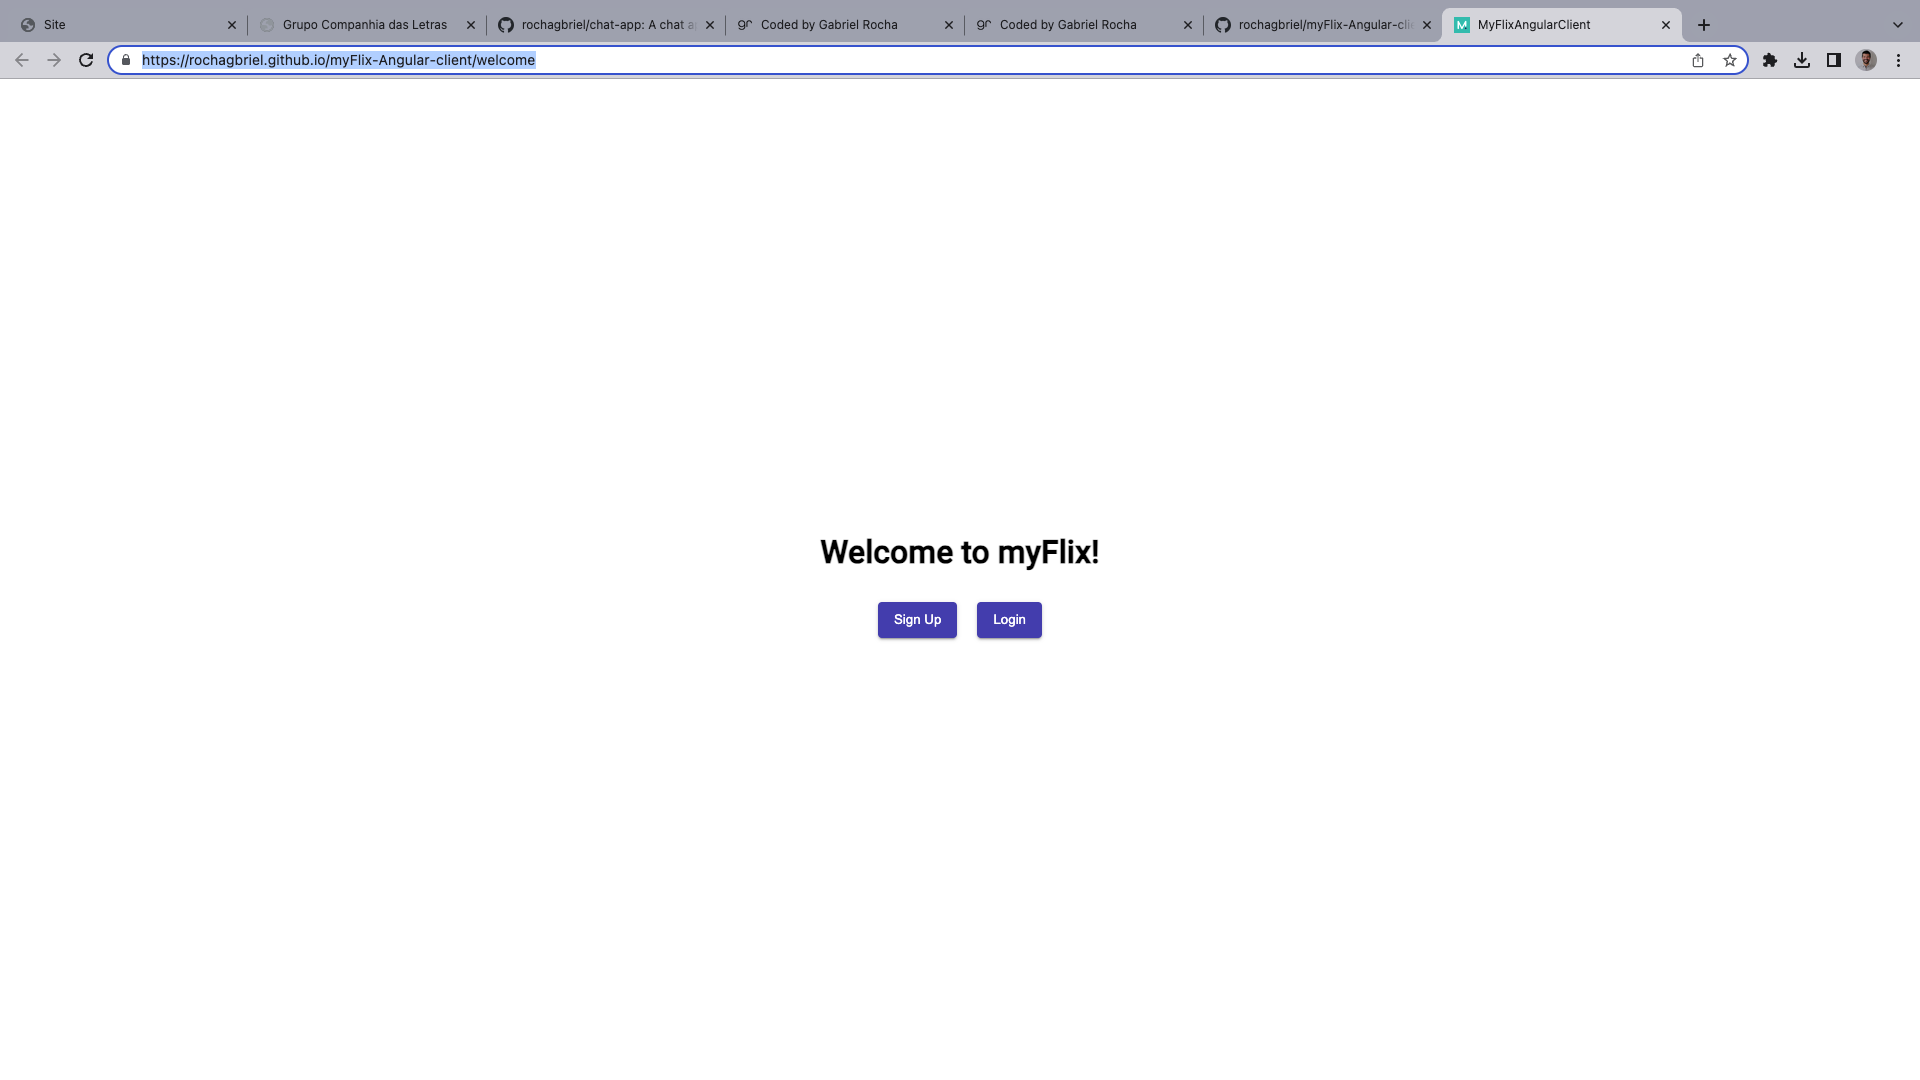 Site
Grupo Companhia das Letras
rochagbriel/chat-app: A chat a
Coded by Gabriel Rocha
Coded by Gabriel Rocha
rochagbriel/myFlix-Angular-cli
MyFlixAngularClient
https://rochagbriel.github.io/myFlix-Angular-client/welcome
Welcome to myFlix!
Sign Up
Login